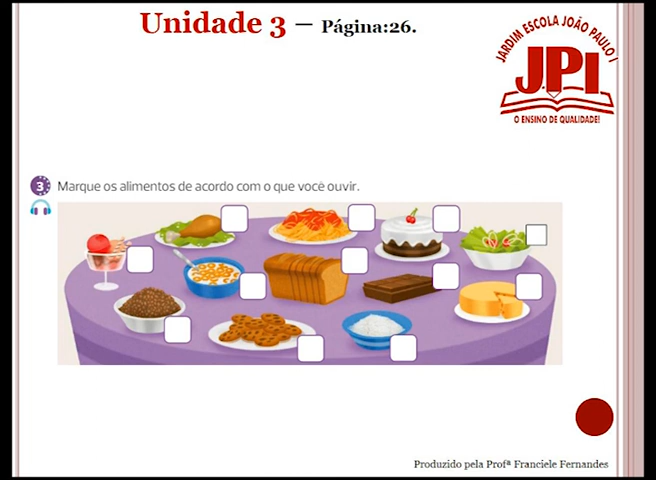 Unidade 3 – Página:26.
JARDIM ESCOLA JOÃO PAULO I
JPI
O ENSINO DE QUALIDADE!
3 Marque os alimentos de acordo com o que você ouvir.
Produzido pela Profª Franciele Fernandes